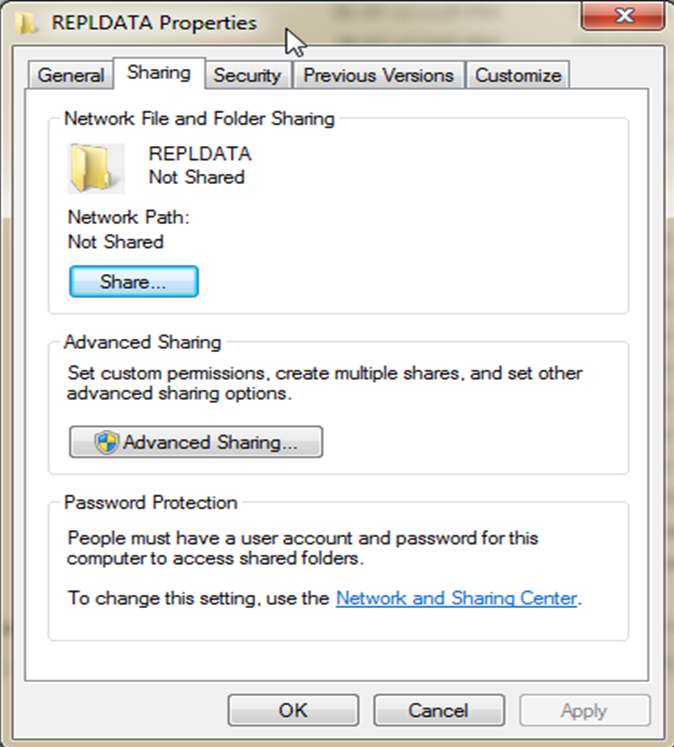 REPLDATA Properties
General
Sharing
Security
Previous Versions
Customize
Network File and Folder Sharing
REPLDATA
Not Shared
Network Path:
Not Shared
Share...
Advanced Sharing
Set custom permissions, create multiple shares, and set other
advanced sharing options.
Advanced Sharing...
Password Protection
People must have a user account and password for this
computer to access shared folders.
To change this setting, use the Network and Sharing Center.
OK
Cancel
Apply